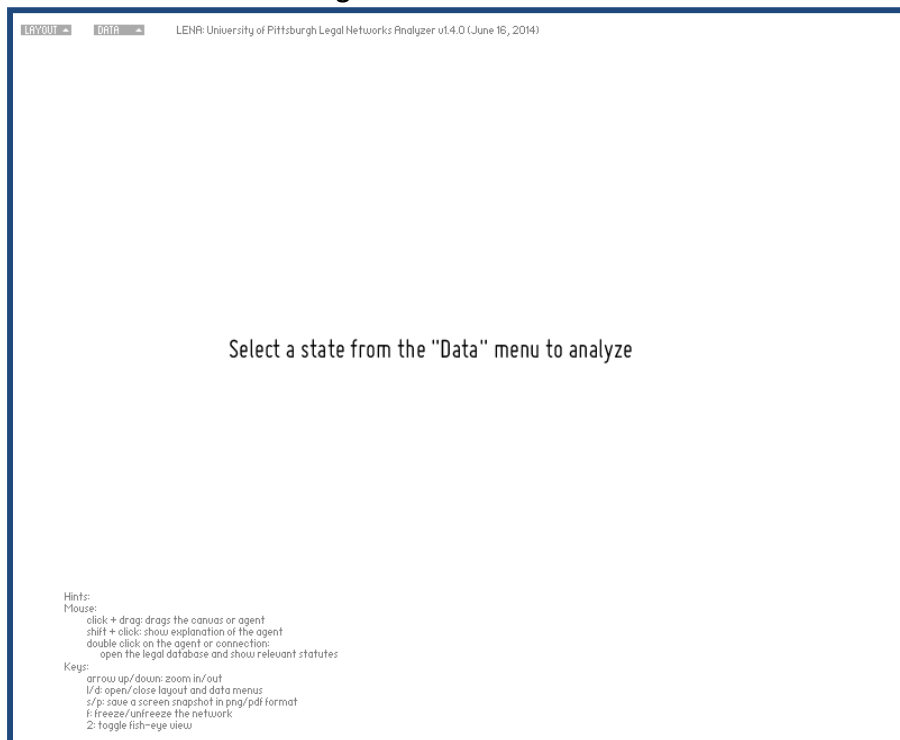 LAYOUT DATA LENA: University of Pittsburgh Legal Networks Analyzer v1.4.0 (June 16, 2014)
Select a state from the "Data" menu to analyze
Hints:
Mouse:
click + drag: drags the canvas or agent
shift + click: show explanation of the agent
double click on the agent or connection:
open the legal database and show relevant statutes
Keys:
arrow up/down: zoom in/out
l/d: open/close layout and data menus
s/p: save a screen snapshot in png/pdf format
f: freeze/unfreeze the network
2: toggle fish-eye view